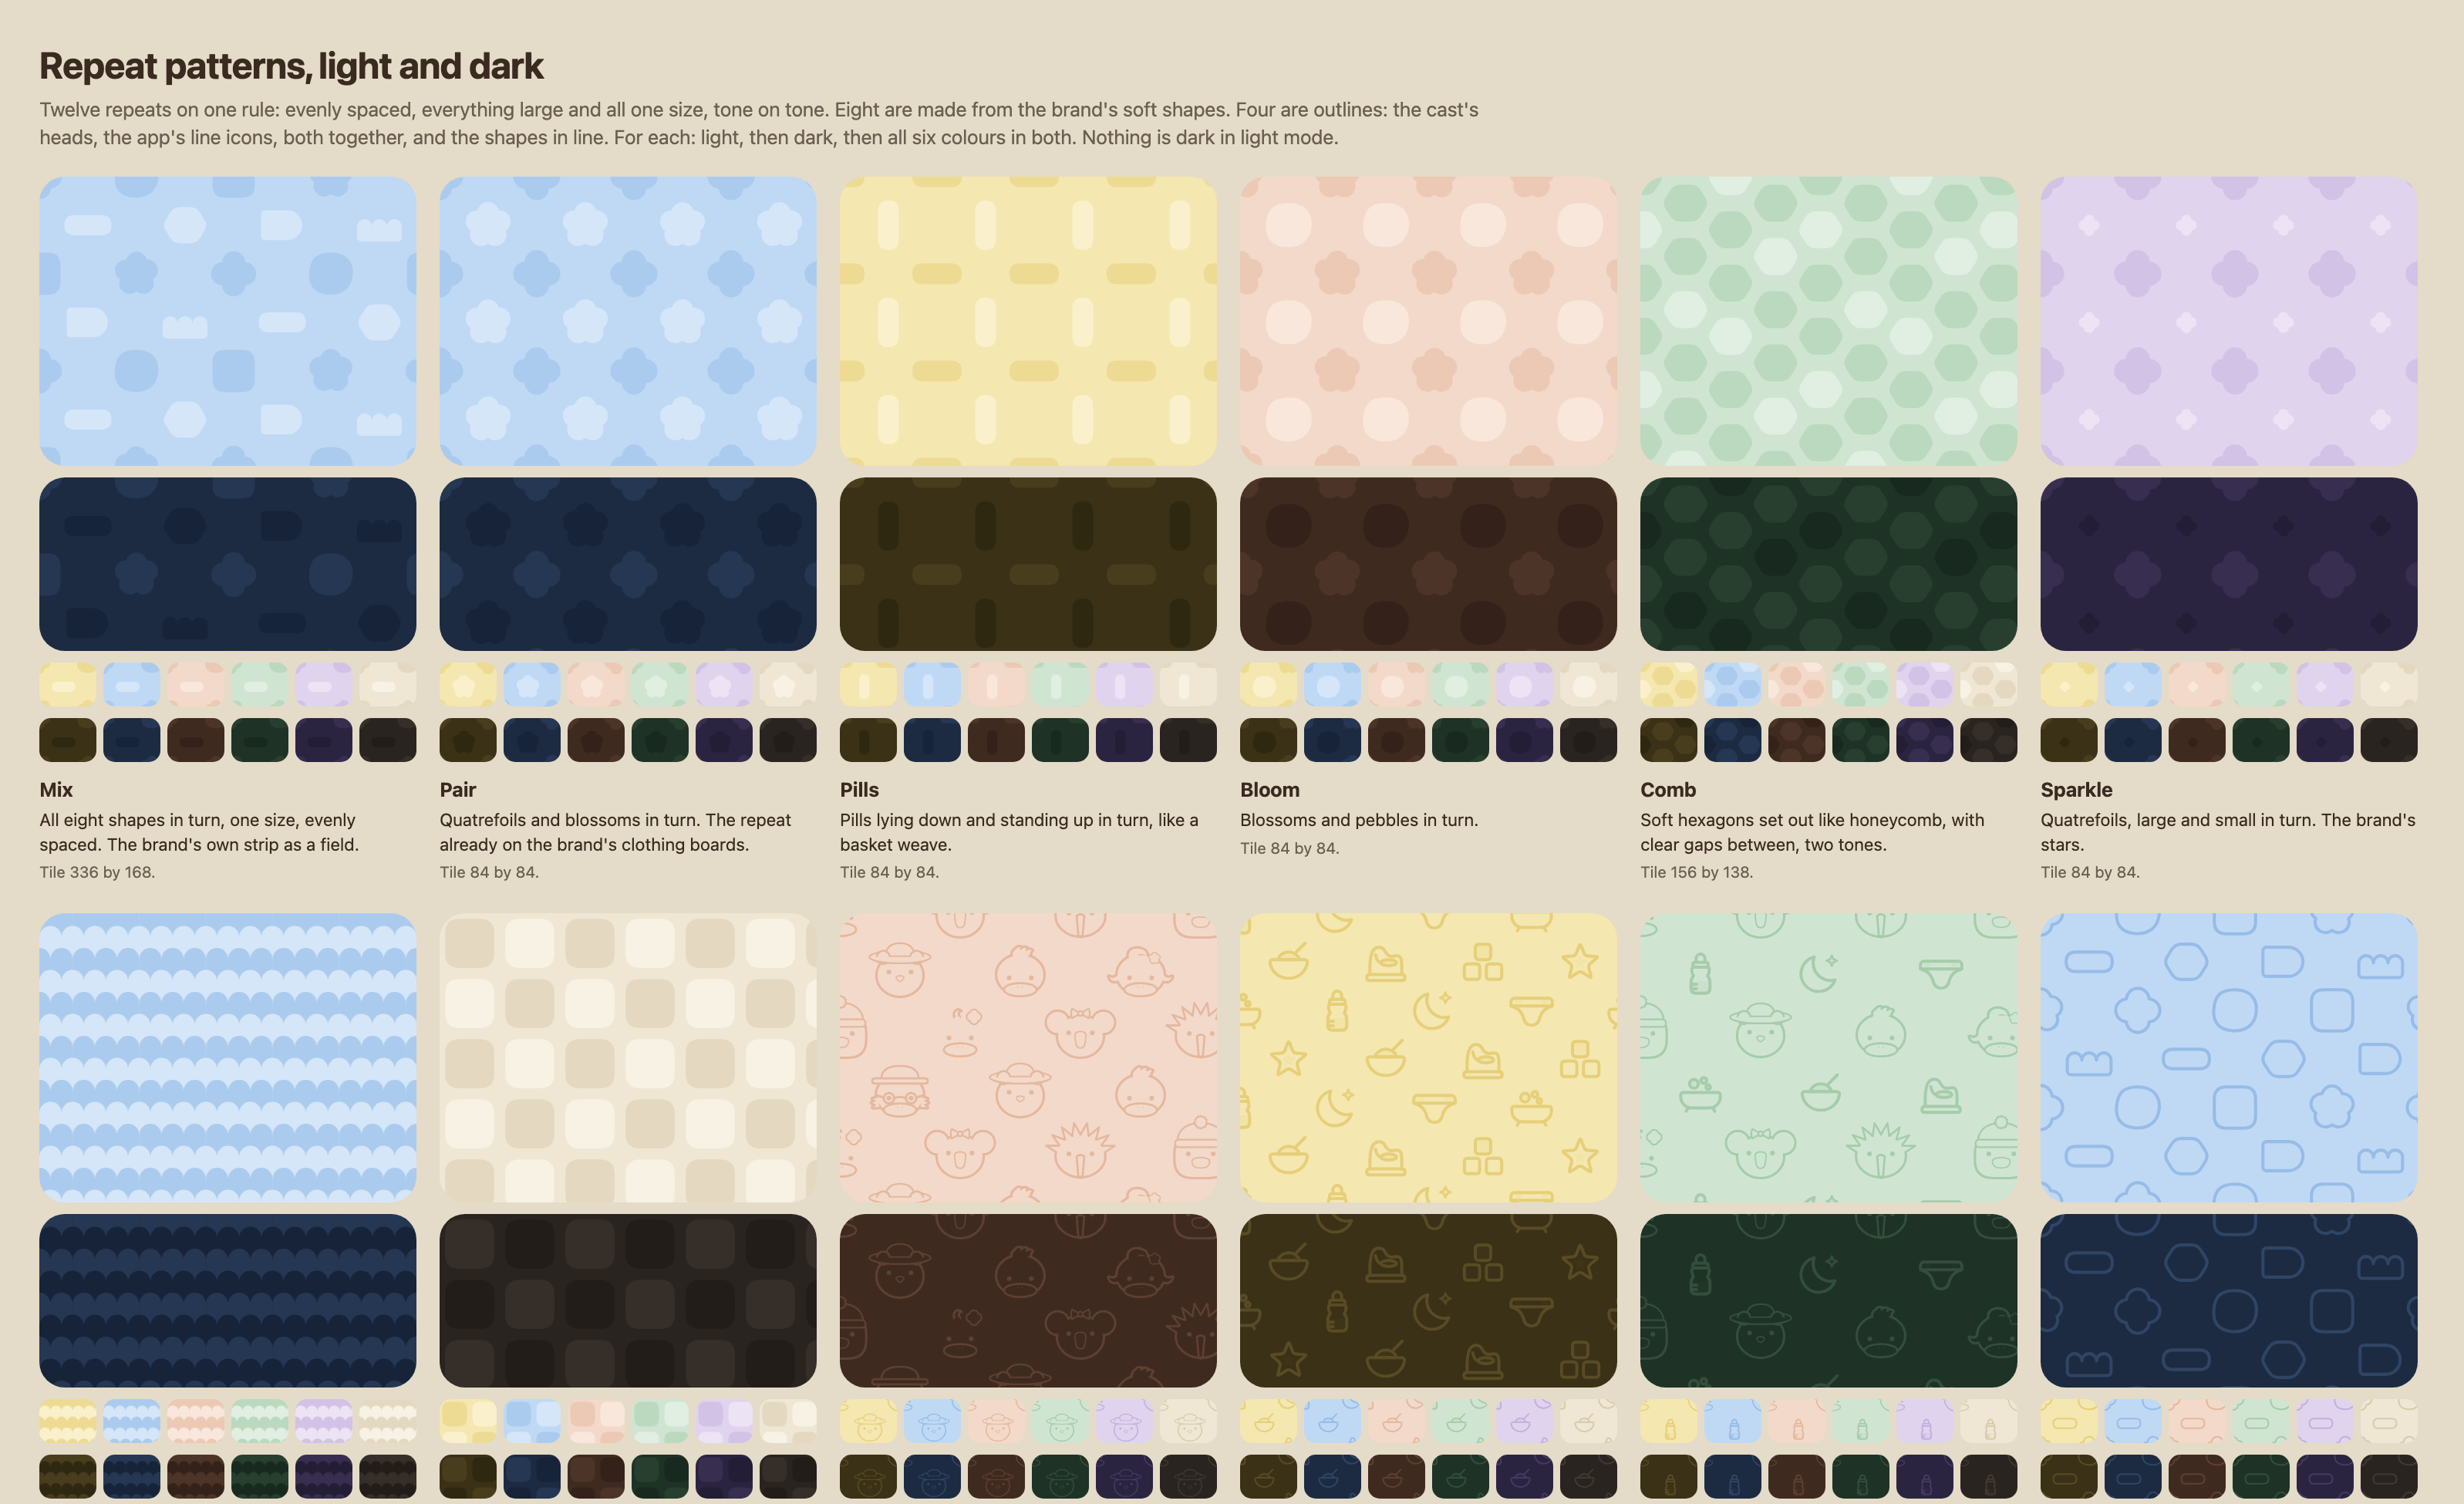 Repeat patterns, light and dark
Twelve repeats on one rule: evenly spaced, everything large and all one size, tone on tone. Eight are made from the brand's soft shapes. Four are outlines: the cast's
heads, the app's line icons, both together, and the shapes in line. For each: light, then dark, then all six colours in both. Nothing is dark in light mode.
Mix
All eight shapes in turn, one size, evenly
spaced. The brand's own strip as a field.
Tile 336 by 168.
Pair
Quatrefoils and blossoms in turn. The repeat
already on the brand's clothing boards.
Tile 84 by 84.
Pills
Pills lying down and standing up in turn, like a
basket weave.
Tile 84 by 84.
Bloom
Blossoms and pebbles in turn.
Tile 84 by 84.
Comb
Soft hexagons set out like honeycomb, with
clear gaps between, two tones.
Tile 156 by 138.
Sparkle
Quatrefoils, large and small in turn. The brand's
stars.
Tile 84 by 84.